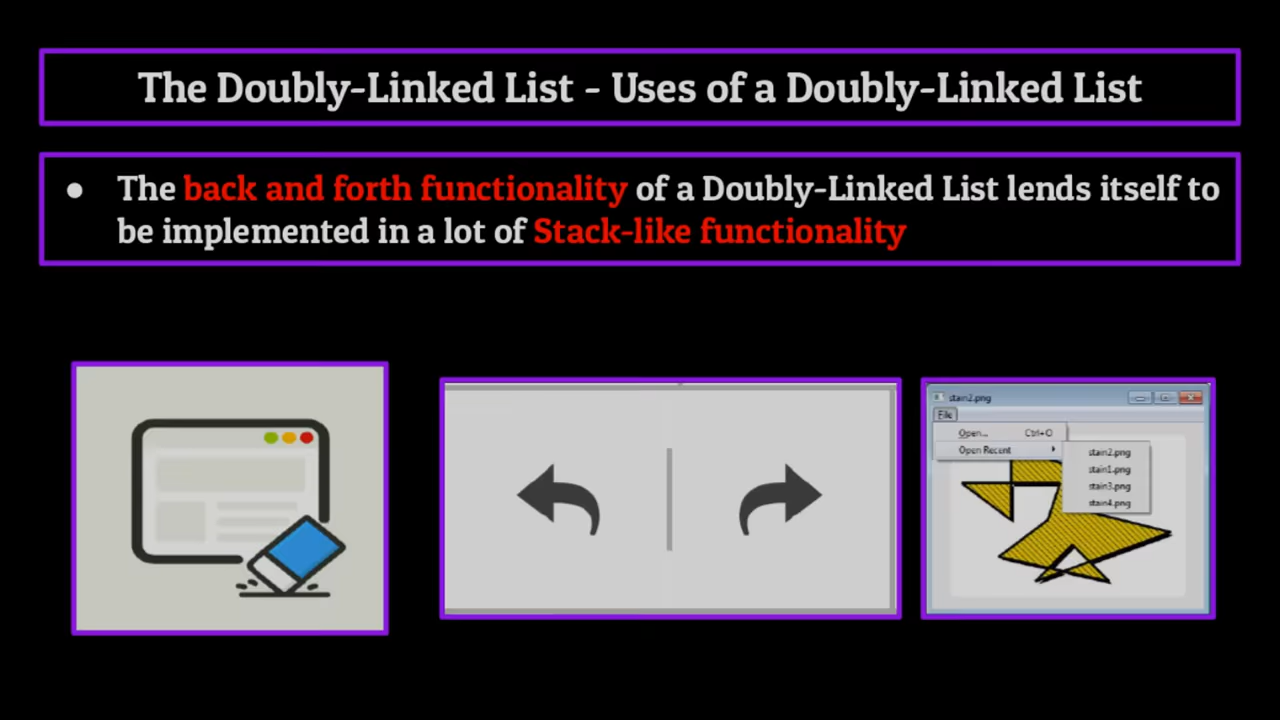 The Doubly-Linked List - Uses of a Doubly-Linked List
● The back and forth functionality of a Doubly-Linked List lends itself to
be implemented in a lot of Stack-like functionality
stain2.png
File
Open... Ctrl+O
Open Recent
stain2.png
stain1.png
stain3.png
stain4.png